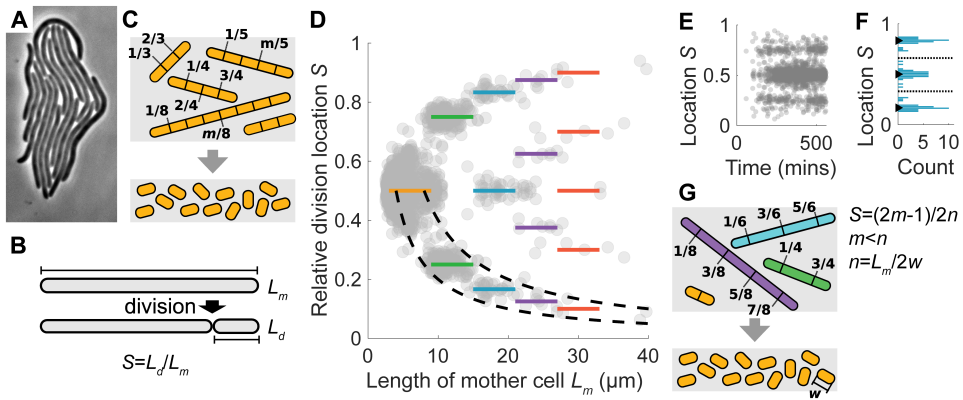 A
B
L_m
division
L_d
S=L_d/L_m
C
2/3
1/3
1/5
m/5
1/4
3/4
2/4
1/8
m/8
D
Relative division location S
1
0.8
0.6
0.4
0.2
0
0
10
20
30
40
Length of mother cell L_m (μm)
E
Location S
1
0.5
0
0
500
Time (mins)
F
Location S
1
0.5
0
0
5
10
Count
G
1/8
3/8
5/8
7/8
1/6
3/6
5/6
1/4
3/4
w
S=(2m-1)/2n
m<n
n=L_m/2w